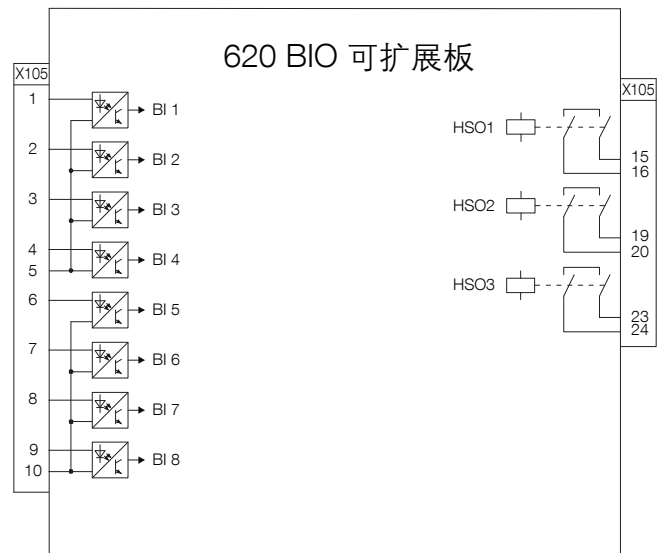 620 BIO 可扩展板
X105
1
BI 1
2
BI 2
3
BI 3
4
5
BI 4
6
BI 5
7
BI 6
8
BI 7
9
10
BI 8
X105
HSO1
15
16
HSO2
19
20
HSO3
23
24